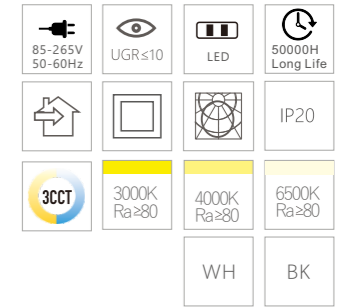 85-265V
50-60Hz
UGR≤10
LED
50000H
Long Life
IP20
3CCT
3000K
Ra≥80
4000K
Ra≥80
6500K
Ra≥80
WH
BK